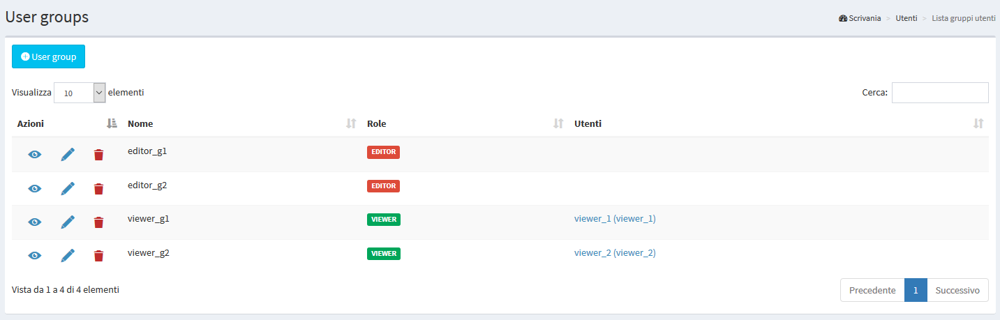 User groups
Scrivania > Utenti > Lista gruppi utenti
User group
Visualizza 10 elementi Cerca:
Azioni Nome Role Utenti
editor_g1 EDITOR
editor_g2 EDITOR
viewer_g1 VIEWER viewer_1 (viewer_1)
viewer_g2 VIEWER viewer_2 (viewer_2)
Vista da 1 a 4 di 4 elementi Precedente 1 Successivo